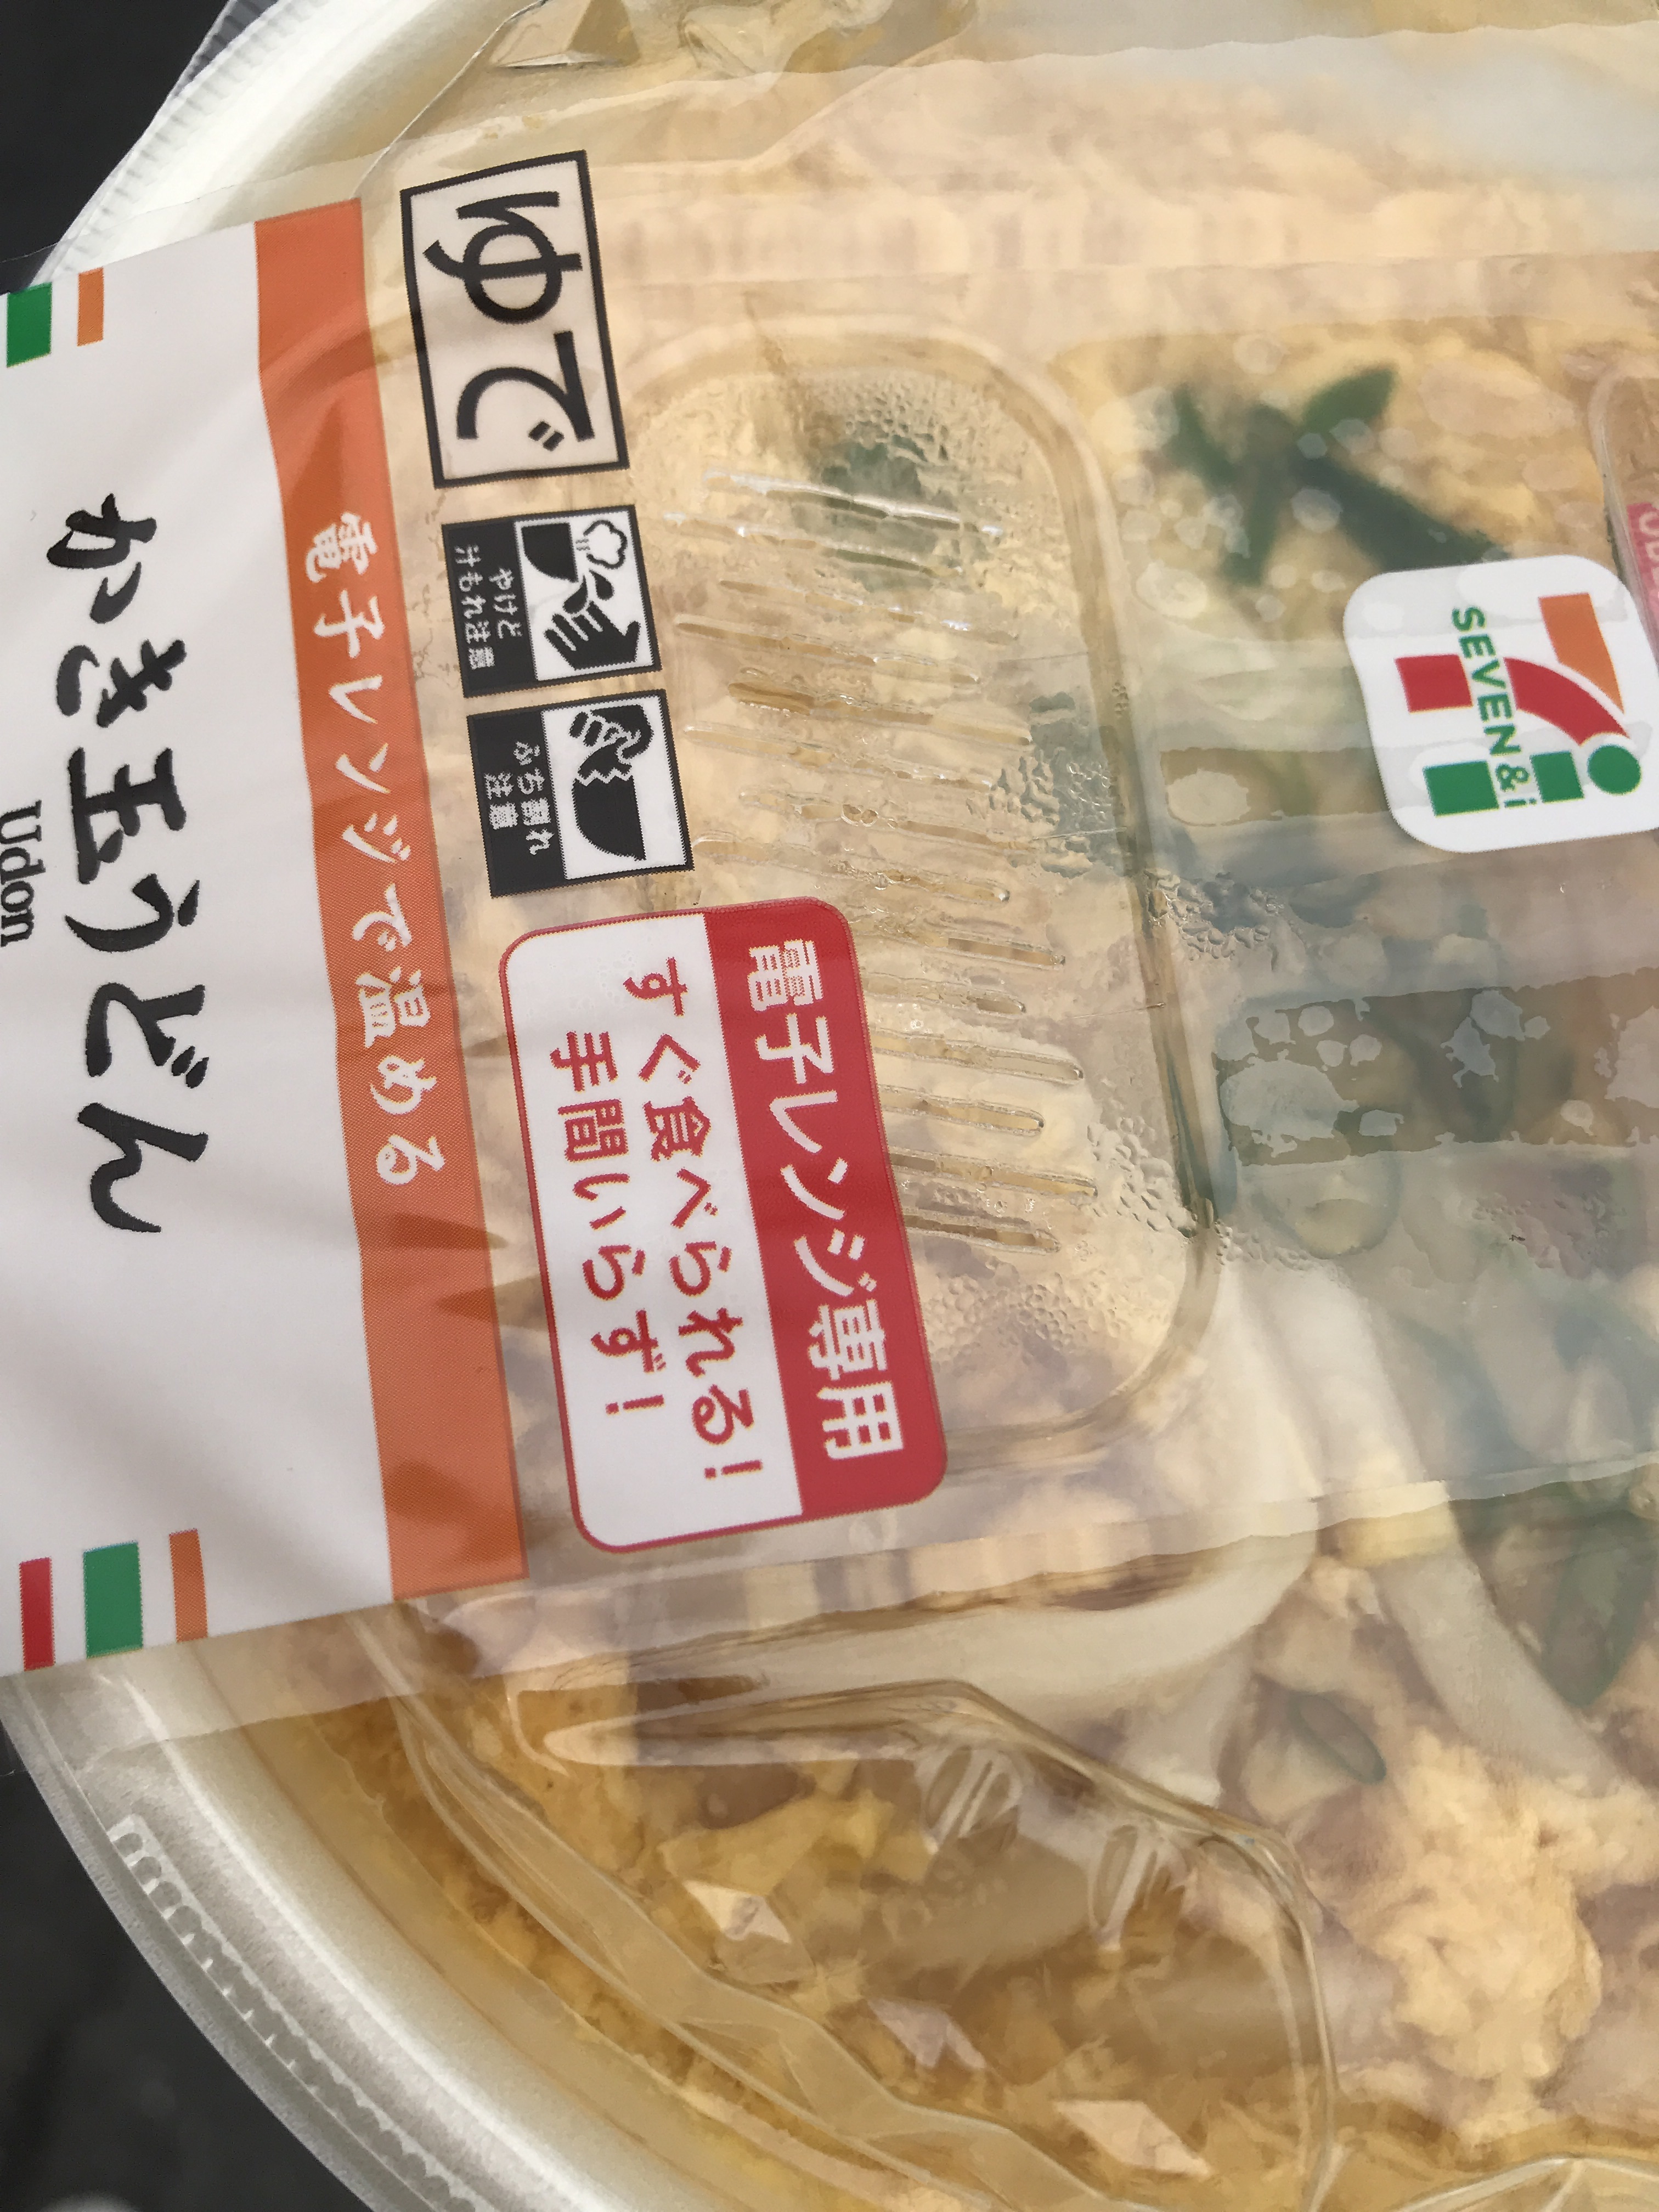 ゆで
やけど
汁もれ注意
ふち割れ
注意
電子レンジ専用
すぐ食べられる!
手間いらず!
SEVEN&i
電子レンジで温める
かき玉うどん
Udon